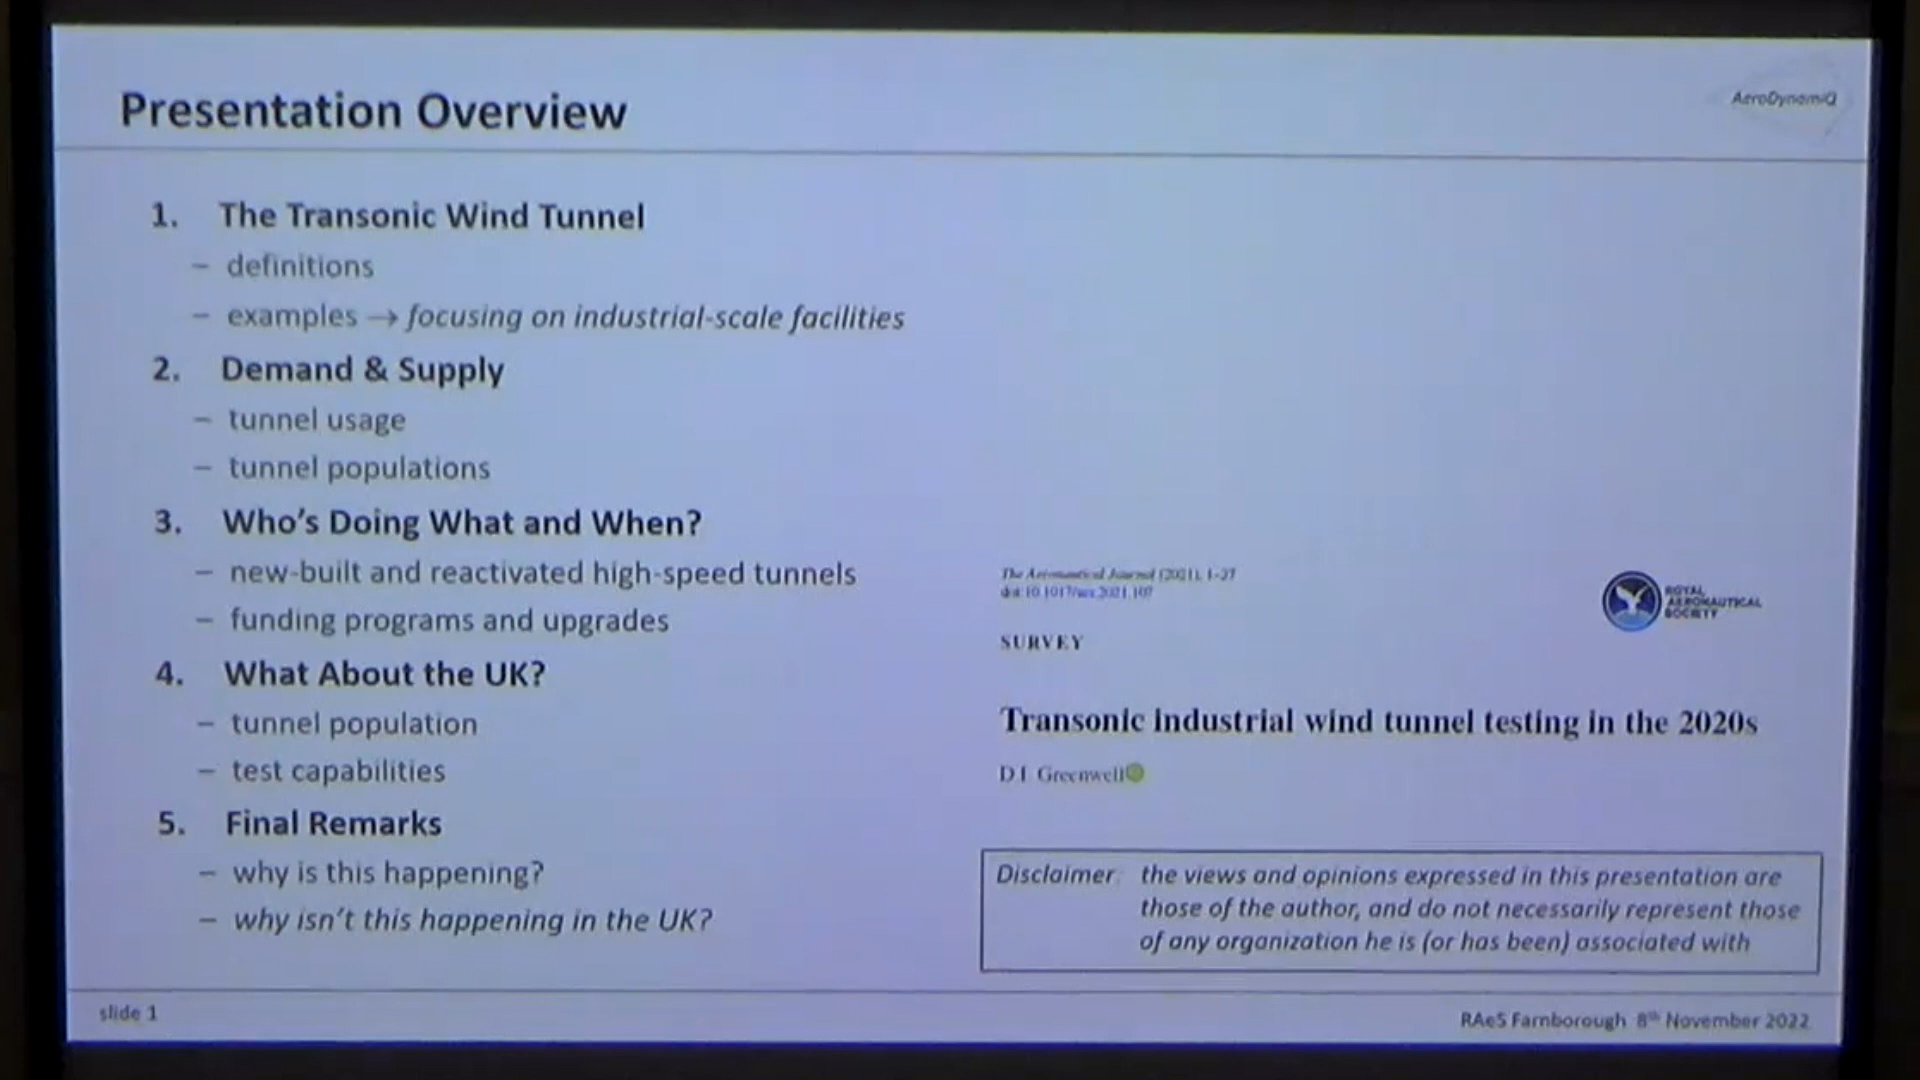 Presentation Overview
AeroDynamiQ
1. The Transonic Wind Tunnel
– definitions
– examples → focusing on industrial-scale facilities
2. Demand & Supply
– tunnel usage
– tunnel populations
3. Who's Doing What and When?
– new-built and reactivated high-speed tunnels
– funding programs and upgrades
4. What About the UK?
– tunnel population
– test capabilities
5. Final Remarks
– why is this happening?
– why isn't this happening in the UK?
The Aeronautical Journal (2021), 1–27
doi:10.1017/aer.2021.107
ROYAL
AERONAUTICAL
SOCIETY
SURVEY
Transonic industrial wind tunnel testing in the 2020s
D.I. Greenwell
Disclaimer: the views and opinions expressed in this presentation are
those of the author, and do not necessarily represent those
of any organization he is (or has been) associated with
slide 1
RAeS Farnborough 8th November 2022